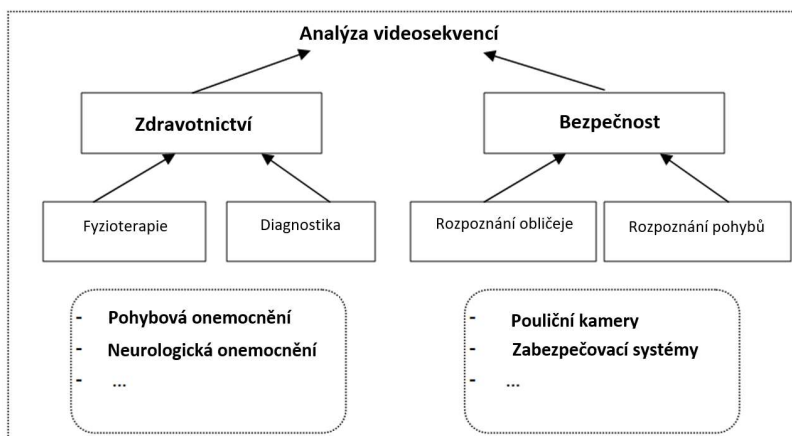 Analýza videosekvencí
Zdravotnictví
Bezpečnost
Fyzioterapie
Diagnostika
Rozpoznání obličeje
Rozpoznání pohybů
- Pohybová onemocnění
- Neurologická onemocnění
- ...
- Pouliční kamery
- Zabezpečovací systémy
- ...